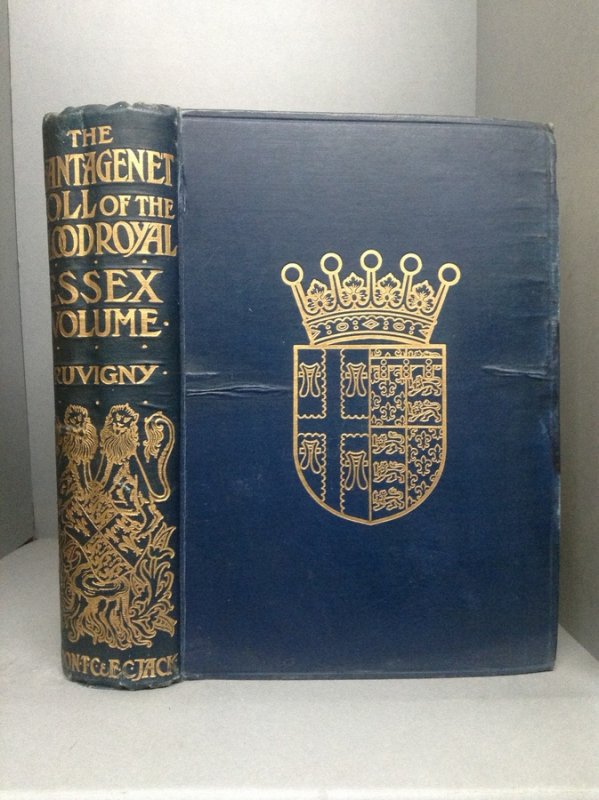 THE
ANTAGENET
OLL OF THE
OOD ROYAL
ESSEX
VOLUME
RUVIGNY
ON·T.C.&E.C.JACK